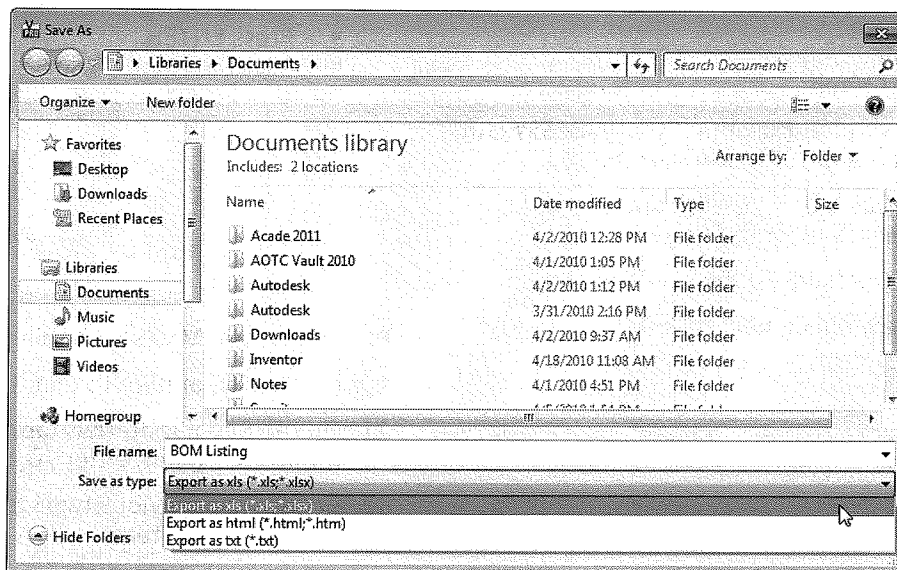 Save As
Libraries ▸ Documents ▸
Search Documents
Organize ▾ New folder
Favorites
Desktop
Downloads
Recent Places
Libraries
Documents
Music
Pictures
Videos
Homegroup
Documents library
Includes: 2 locations
Arrange by: Folder ▾
Name Date modified Type Size
Acade 2011 4/2/2010 12:28 PM File folder
AOTC Vault 2010 4/1/2010 1:05 PM File folder
Autodesk 4/2/2010 1:12 PM File folder
Autodesk 3/31/2010 2:16 PM File folder
Downloads 4/2/2010 9:37 AM File folder
Inventor 4/18/2010 11:08 AM File folder
Notes 4/1/2010 4:51 PM File folder
File name: BOM Listing
Save as type: Export as xls (*.xls;*.xlsx)
Export as xls (*.xls;*.xlsx)
Export as html (*.html;*.htm)
Export as txt (*.txt)
Hide Folders